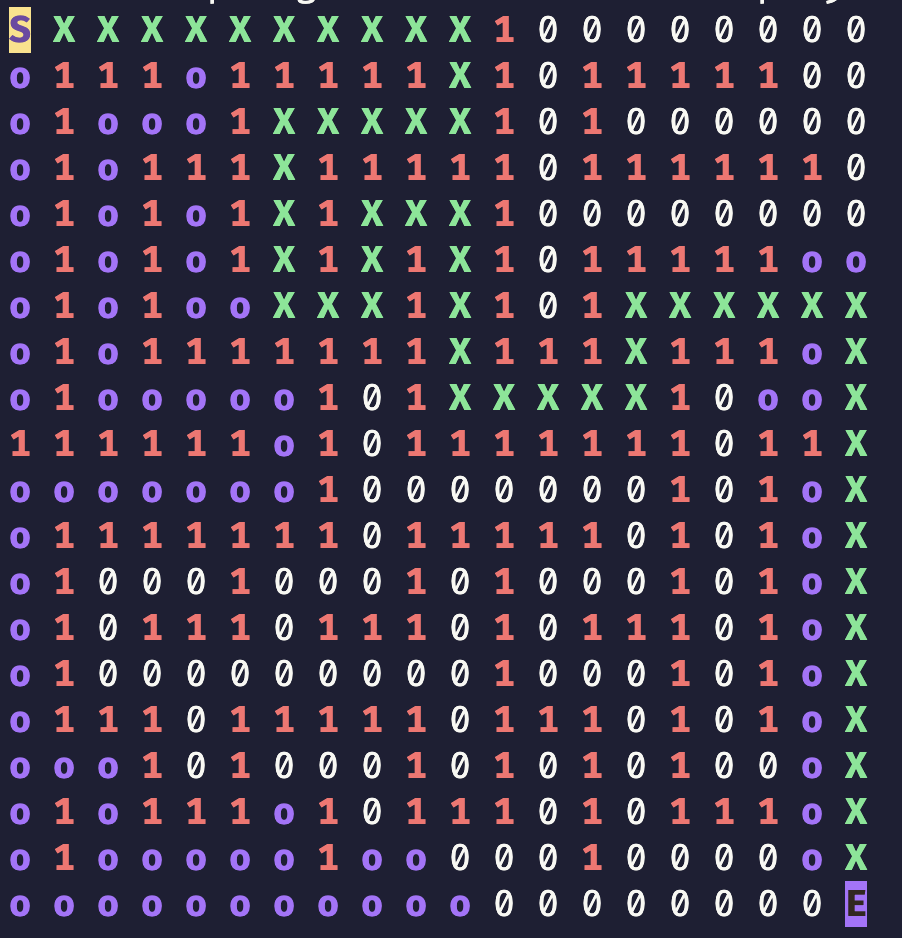 S X X X X X X X X X X 1 0 0 0 0 0 0 0 0
o 1 1 1 o 1 1 1 1 1 X 1 0 1 1 1 1 1 0 0
o 1 o o o 1 X X X X X 1 0 1 0 0 0 0 0 0
o 1 o 1 1 1 X 1 1 1 1 1 0 1 1 1 1 1 1 0
o 1 o 1 o 1 X 1 X X X 1 0 0 0 0 0 0 0 0
o 1 o 1 o 1 X 1 X 1 X 1 0 1 1 1 1 1 o o
o 1 o 1 o o X X X 1 X 1 0 1 X X X X X X
o 1 o 1 1 1 1 1 1 1 X 1 1 1 X 1 1 1 o X
o 1 o o o o o 1 0 1 X X X X X 1 0 o o X
1 1 1 1 1 1 o 1 0 1 1 1 1 1 1 1 0 1 1 X
o o o o o o o 1 0 0 0 0 0 0 0 1 0 1 o X
o 1 1 1 1 1 1 1 0 1 1 1 1 1 0 1 0 1 o X
o 1 0 0 0 1 0 0 0 1 0 1 0 0 0 1 0 1 o X
o 1 0 1 1 1 0 1 1 1 0 1 0 1 1 1 0 1 o X
o 1 0 0 0 0 0 0 0 0 0 1 0 0 0 1 0 1 o X
o 1 1 1 0 1 1 1 1 1 0 1 1 1 0 1 0 1 o X
o o o 1 0 1 0 0 0 1 0 1 0 1 0 1 0 0 o X
o 1 o 1 1 1 o 1 0 1 1 1 0 1 0 1 1 1 o X
o 1 o o o o o 1 o o 0 0 0 1 0 0 0 0 o X
o o o o o o o o o o o 0 0 0 0 0 0 0 0 E